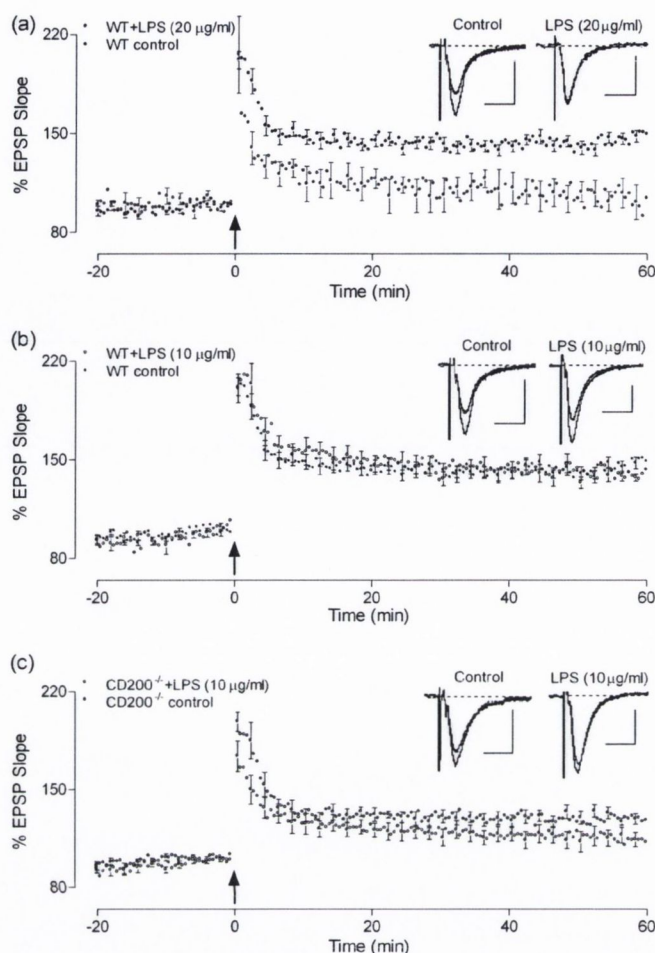 (a)
WT+LPS (20 μg/ml)
WT control
Control
LPS (20μg/ml)
% EPSP Slope
220
150
80
-20
0
20
40
60
Time (min)
(b)
WT+LPS (10 μg/ml)
WT control
Control
LPS (10μg/ml)
% EPSP Slope
220
150
80
-20
0
20
40
60
Time (min)
(c)
CD200-/-+LPS (10 μg/ml)
CD200-/- control
Control
LPS (10μg/ml)
% EPSP Slope
220
150
80
-20
0
20
40
60
Time (min)